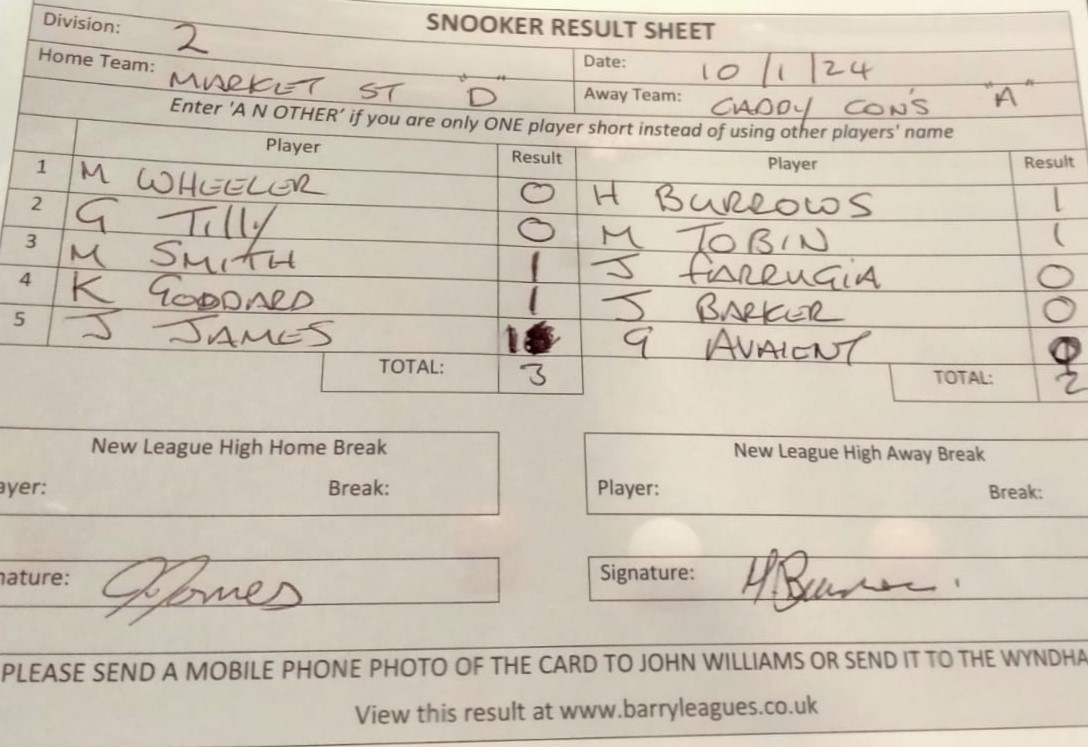 SNOOKER RESULT SHEET
Division: 2
Home Team: MARKET ST "D" Date: 10/1/24
Away Team: CADDY CON'S "A"
Enter 'A N OTHER' if you are only ONE player short instead of using other players' name
Player Result Player Result
1 M WHEELER 0 H BURROWS 1
2 G Tilly 0 M TOBIN 1
3 M SMITH 1 J FARRUGIA 0
4 K GODDARD 1 J BARKER 0
5 J JAMES 1 G AVAIENT
TOTAL: 3 TOTAL: 2
New League High Home Break New League High Away Break
ayer: Break: Player: Break:
nature: J James Signature: H. Burrows.
PLEASE SEND A MOBILE PHONE PHOTO OF THE CARD TO JOHN WILLIAMS OR SEND IT TO THE WYNDHA
View this result at www.barryleagues.co.uk